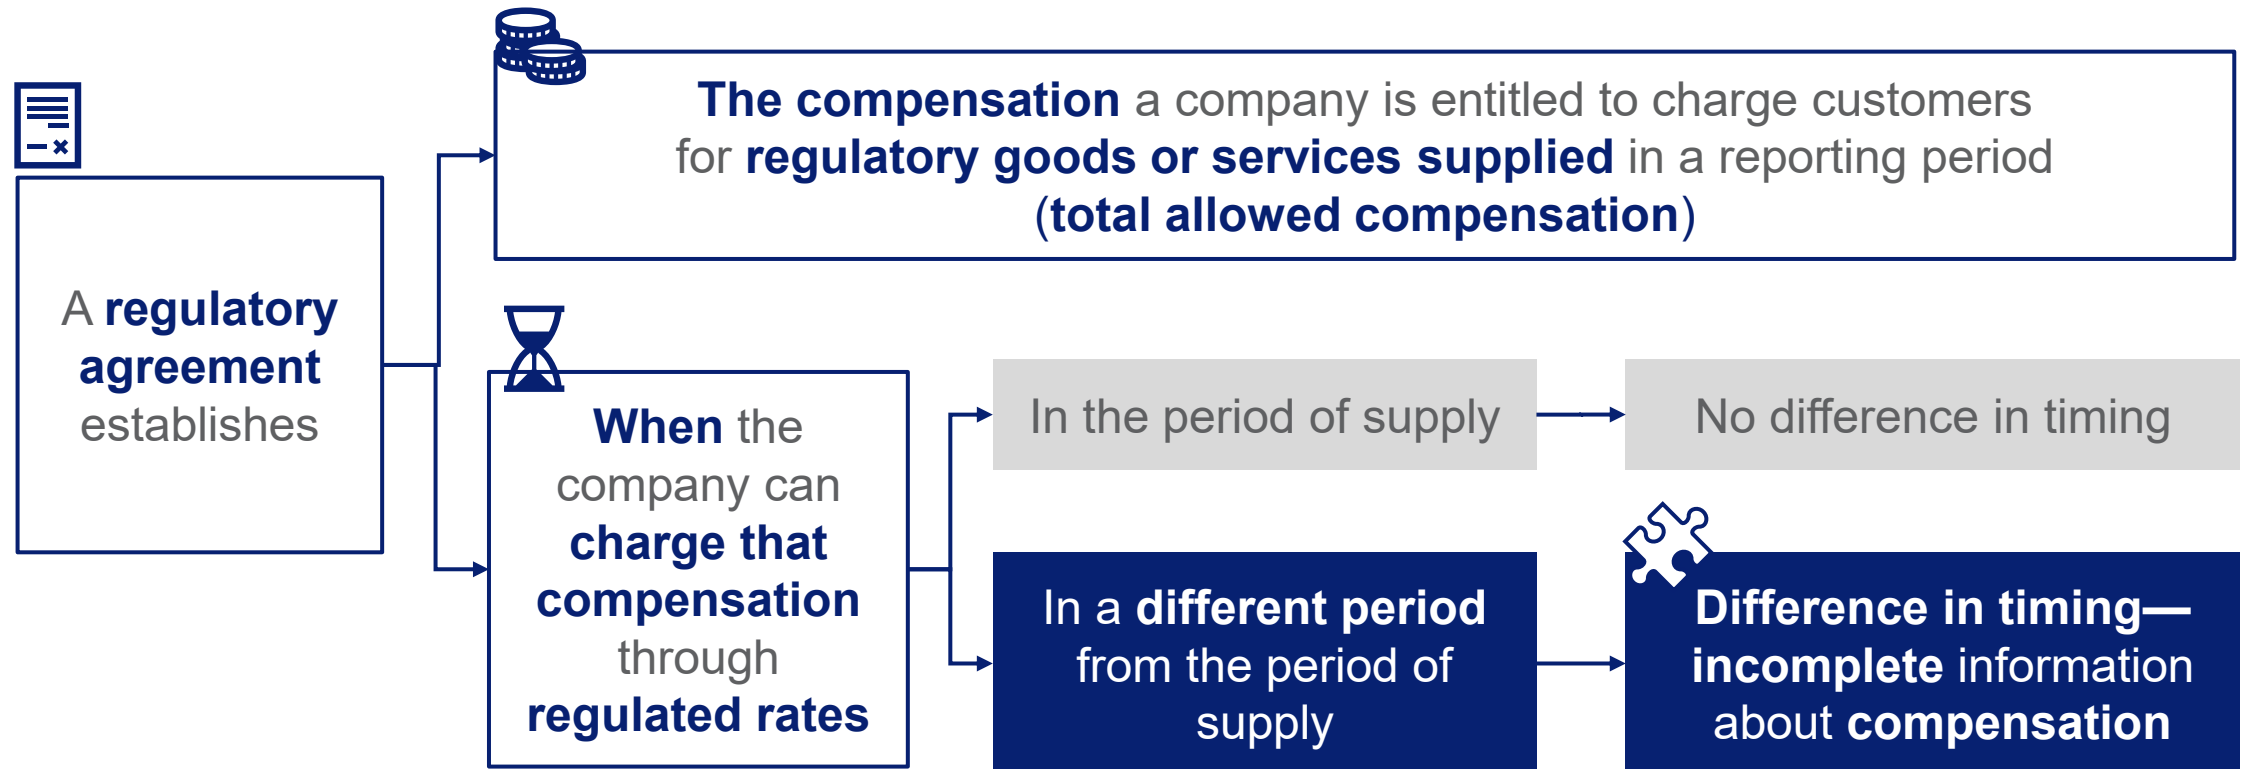 The compensation a company is entitled to charge customers
for regulatory goods or services supplied in a reporting period
(total allowed compensation)
A regulatory
agreement
establishes
When the
company can
charge that
compensation
through
regulated rates
In the period of supply
No difference in timing
In a different period
from the period of
supply
Difference in timing—
incomplete information
about compensation